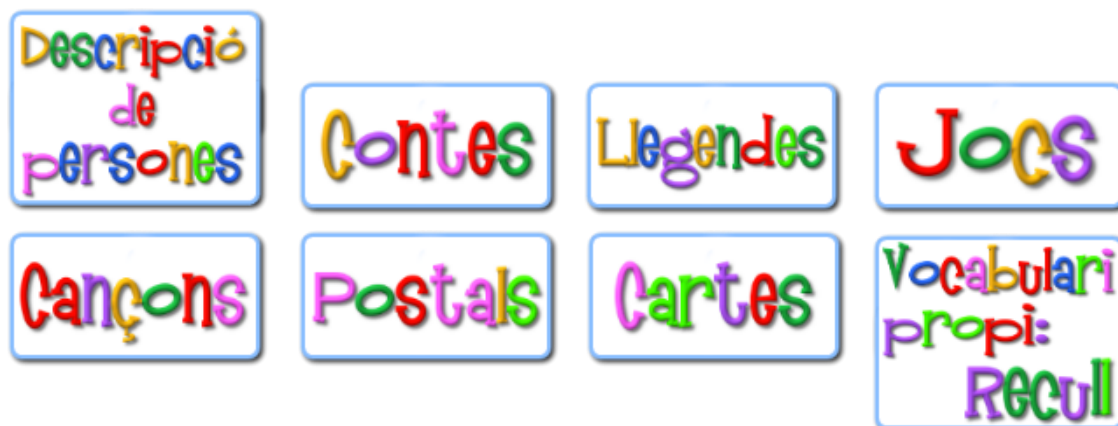 Descripció
de
persones
Contes
Llegendes
Jocs
Cançons
Postals
Cartes
Vocabulari
propi:
Recull